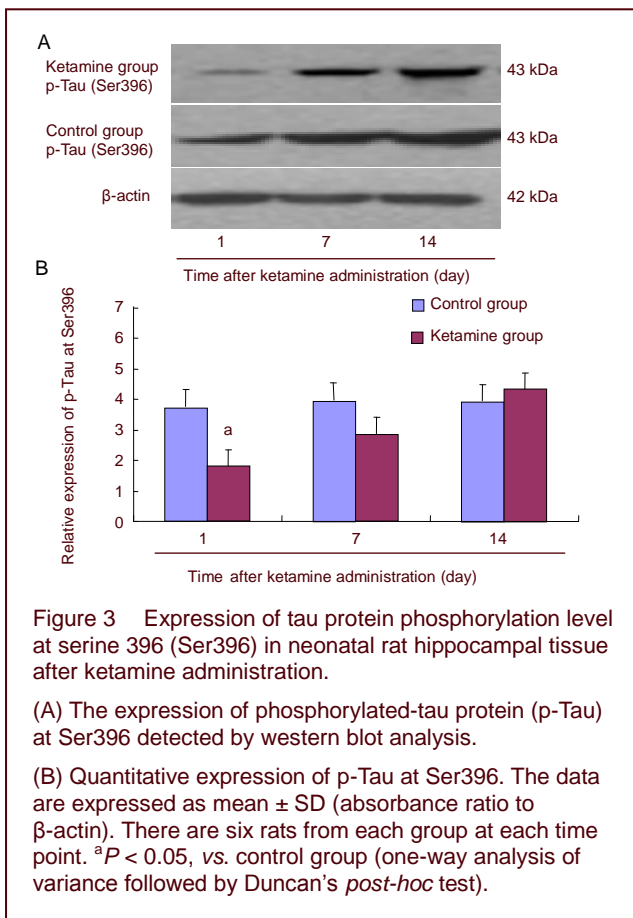 A
Ketamine group
p-Tau (Ser396)
43 kDa
Control group
p-Tau (Ser396)
43 kDa
β-actin
42 kDa
1 7 14
Time after ketamine administration (day)
B
Relative expression of p-Tau at Ser396
7
6
5
4
3
2
1
0
Control group
Ketamine group
a
1 7 14
Time after ketamine administration (day)
Figure 3 Expression of tau protein phosphorylation level
at serine 396 (Ser396) in neonatal rat hippocampal tissue
after ketamine administration.
(A) The expression of phosphorylated-tau protein (p-Tau)
at Ser396 detected by western blot analysis.
(B) Quantitative expression of p-Tau at Ser396. The data
are expressed as mean ± SD (absorbance ratio to
β-actin). There are six rats from each group at each time
point. ᵃP < 0.05, vs. control group (one-way analysis of
variance followed by Duncan's post-hoc test).